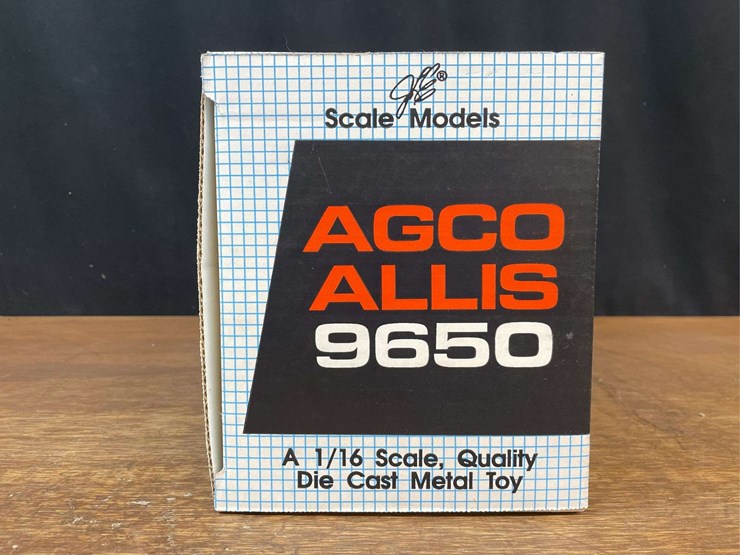 Scale Models
AGCO
ALLIS
9650
A 1/16 Scale, Quality
Die Cast Metal Toy